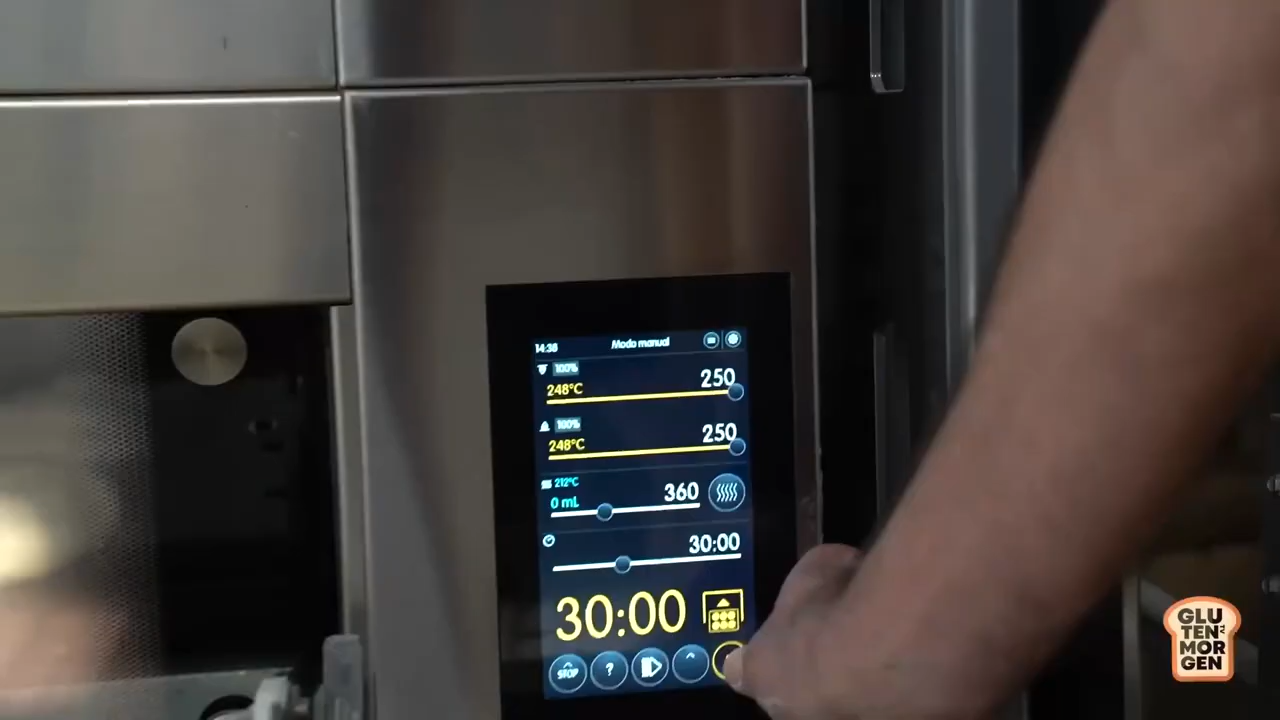 14:38 Modo manual
100%
248°C 250
100%
248°C 250
212°C
0 mL 360
30:00
30:00
STOP ?
GLU
TEN
MOR
GEN